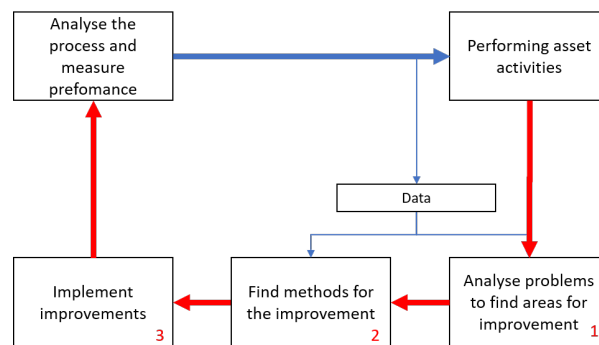 Analyse the
process and
measure
prefomance
Performing asset
activities
Data
Implement
improvements
3
Find methods for
the improvement
2
Analyse problems
to find areas for
improvement
1